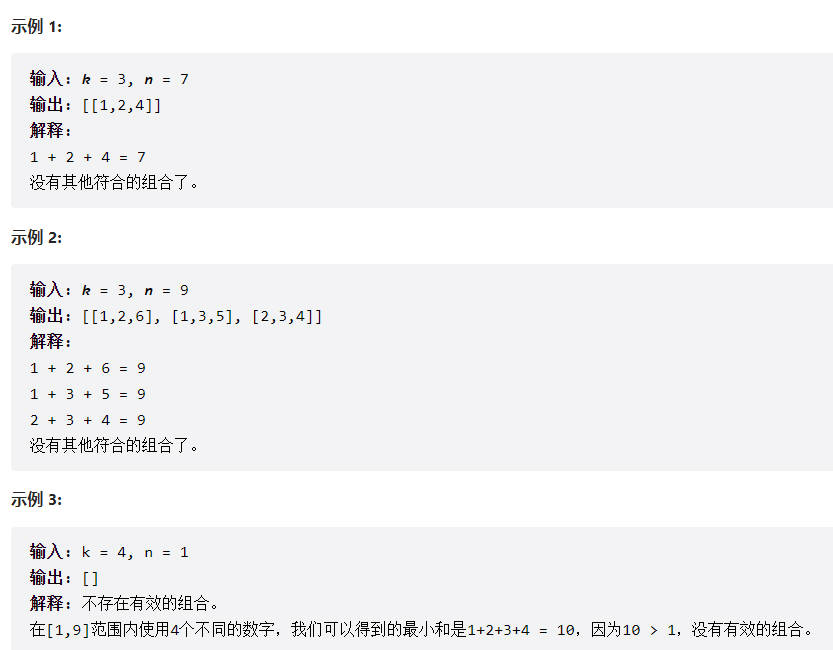 示例 1:
输入: k = 3, n = 7
输出: [[1,2,4]]
解释:
1 + 2 + 4 = 7
没有其他符合的组合了。
示例 2:
输入: k = 3, n = 9
输出: [[1,2,6], [1,3,5], [2,3,4]]
解释:
1 + 2 + 6 = 9
1 + 3 + 5 = 9
2 + 3 + 4 = 9
没有其他符合的组合了。
示例 3:
输入: k = 4, n = 1
输出: []
解释: 不存在有效的组合。
在[1,9]范围内使用4个不同的数字，我们可以得到的最小和是1+2+3+4 = 10，因为10 > 1，没有有效的组合。